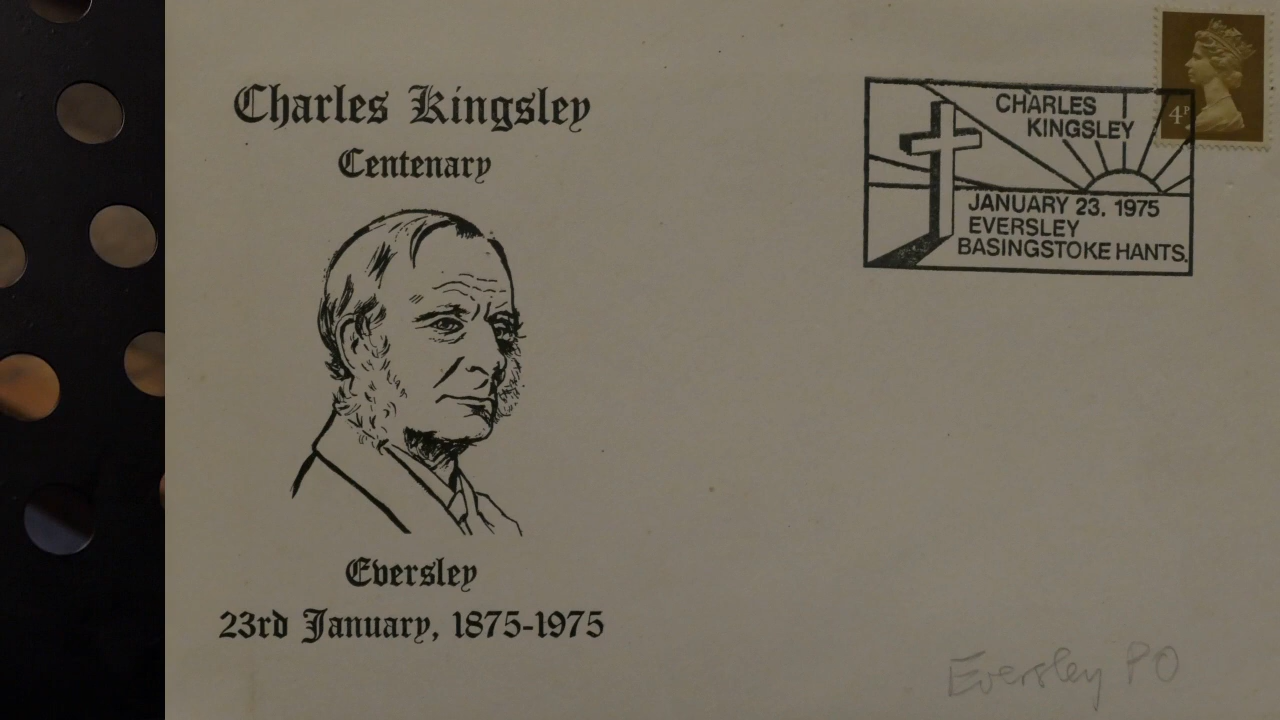 Charles Kingsley
Centenary
Eversley
23rd January, 1875-1975
4P
CHARLES
KINGSLEY
JANUARY 23. 1975
EVERSLEY
BASINGSTOKE HANTS.
Eversley PO